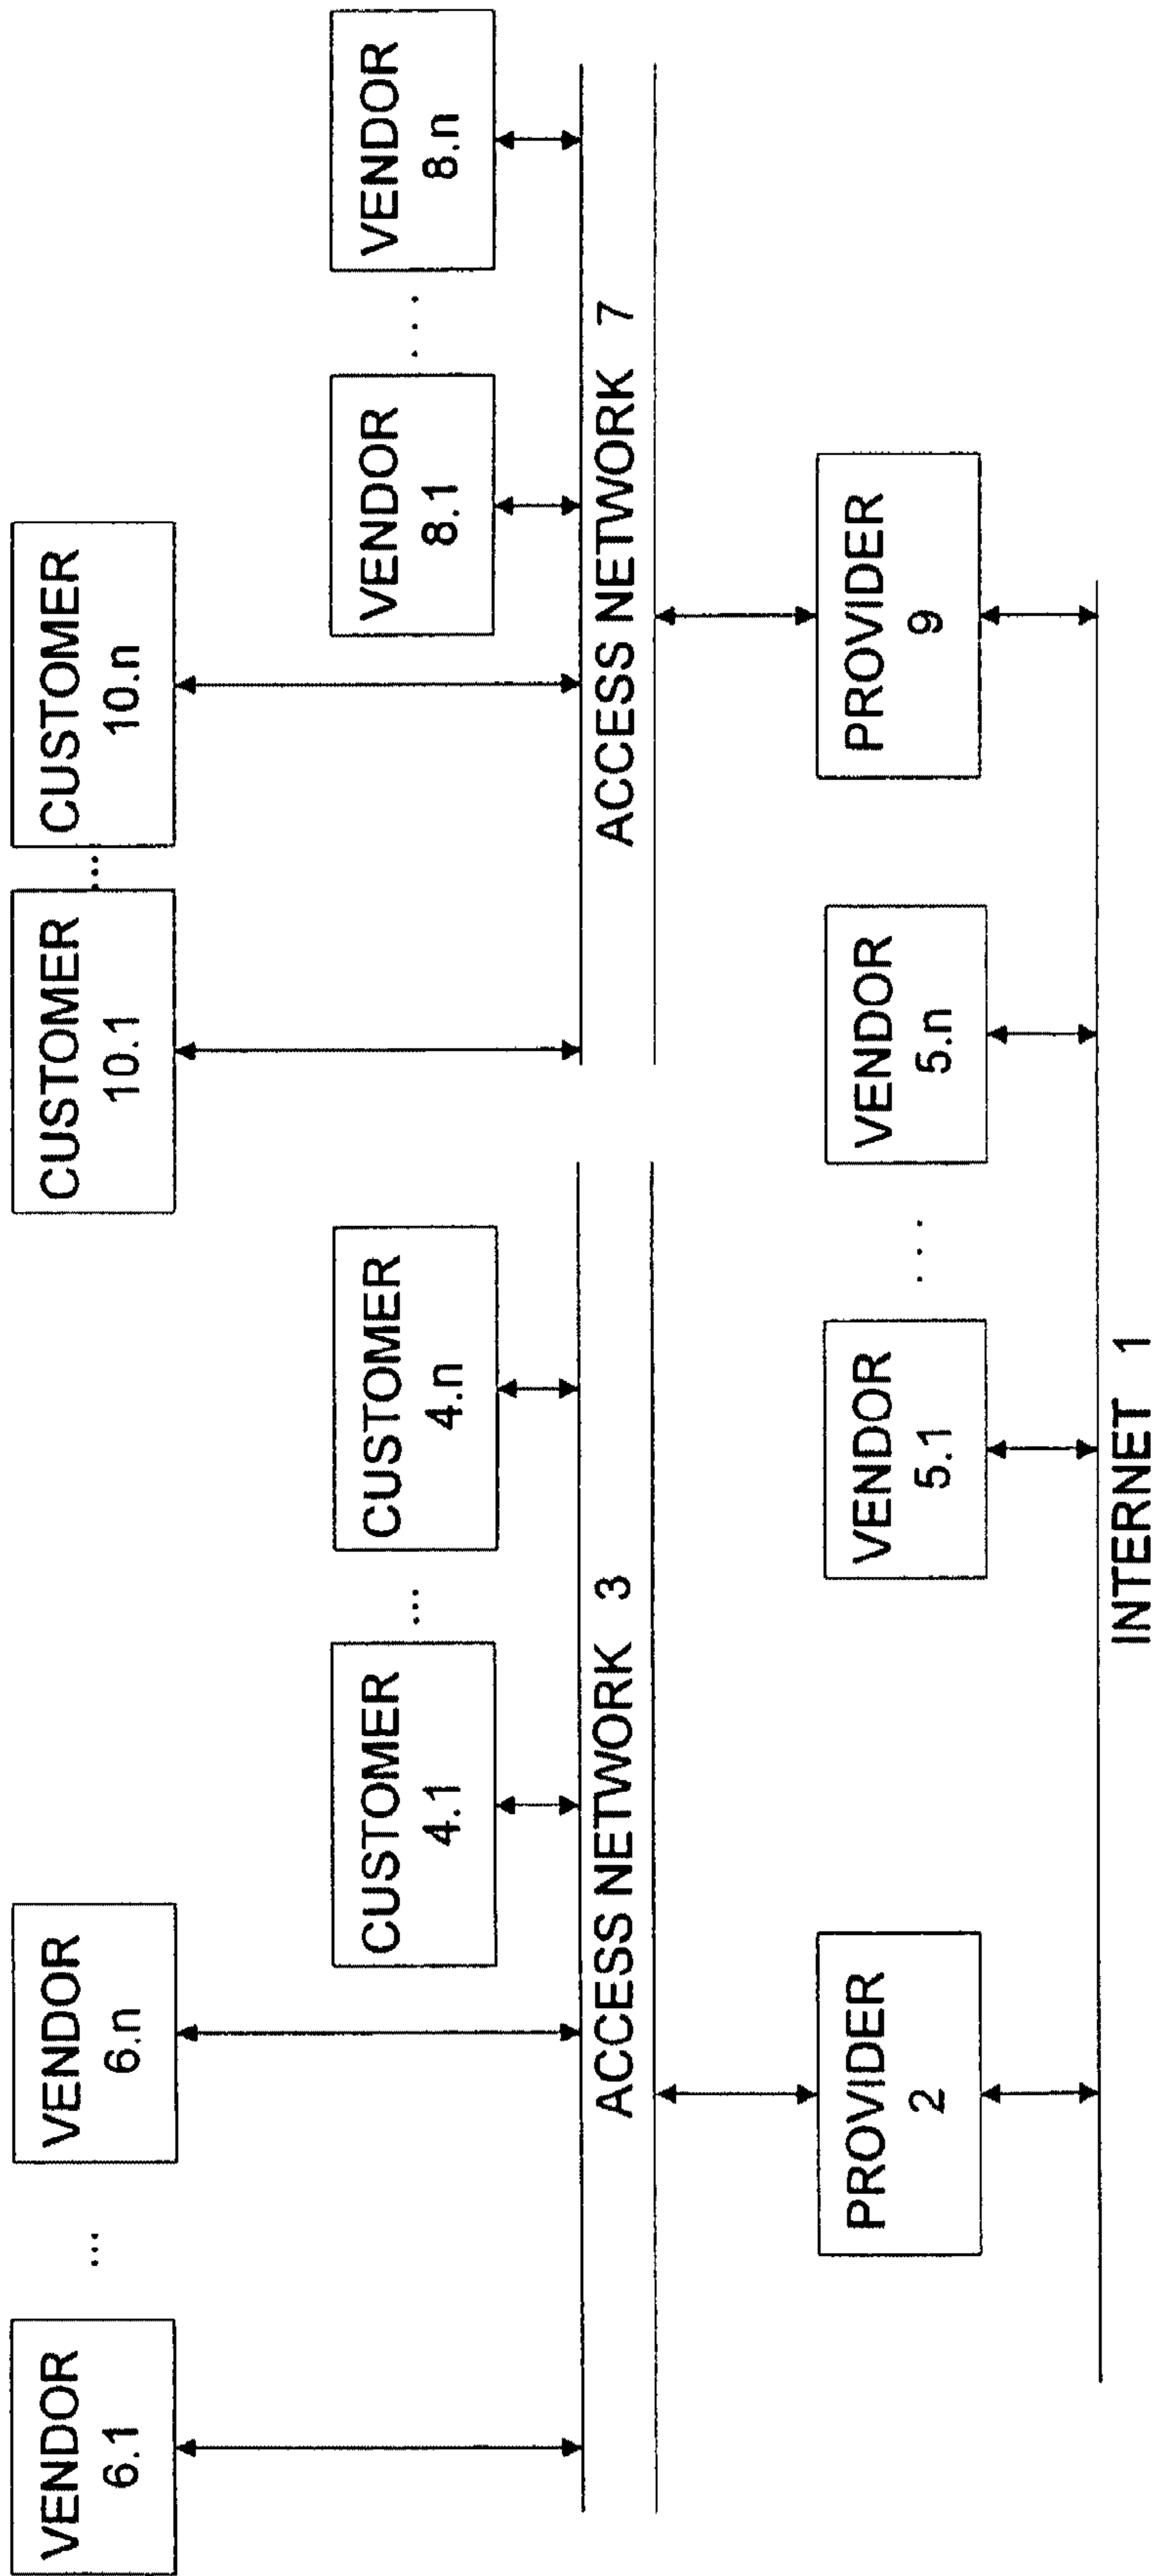 VENDOR
6.1
...
VENDOR
6.n
CUSTOMER
10.1
...
CUSTOMER
10.n
CUSTOMER
4.1
...
CUSTOMER
4.n
VENDOR
8.1
...
VENDOR
8.n
ACCESS NETWORK 3
ACCESS NETWORK 7
PROVIDER
2
VENDOR
5.1
...
VENDOR
5.n
PROVIDER
9
INTERNET 1